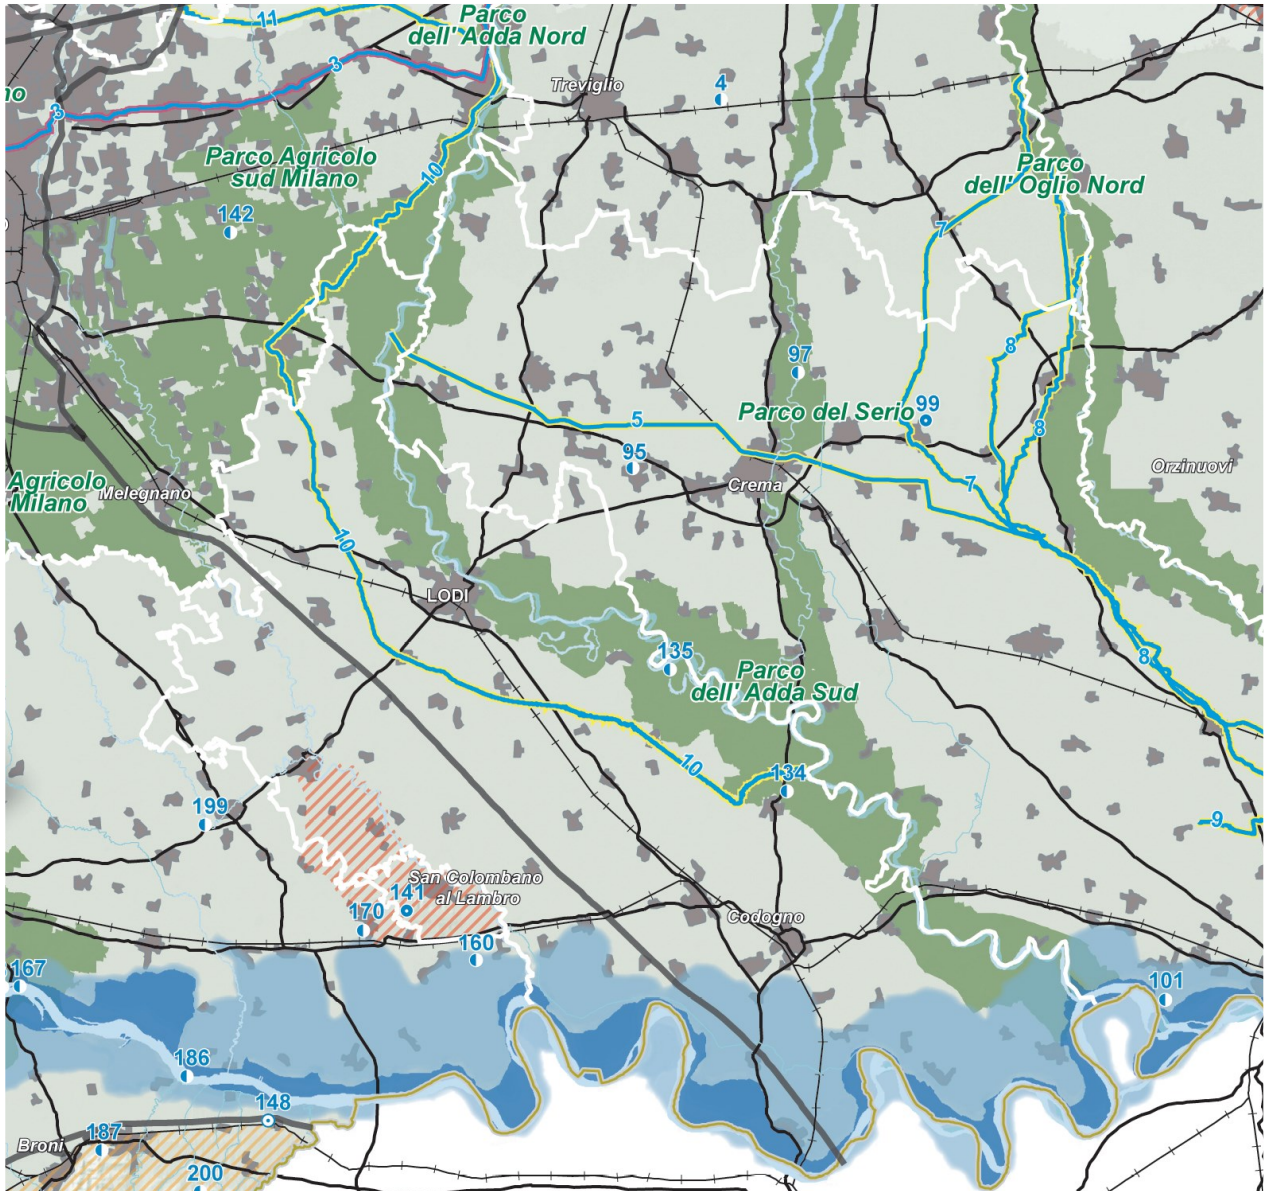 11
Parco
dell'Adda Nord
3
Treviglio
4
no
3
Parco Agricolo
sud Milano
10
Parco
dell'Oglio Nord
142
7
8
97
5
Parco del Serio
99
8
95
Orzinuovi
Agricolo
Milano
Melegnano
Crema
7
10
LODI
135
8
Parco
dell'Adda Sud
10
134
199
9
San Colombano
al Lambro
141
170
Codogno
160
167
101
186
148
Broni
187
200